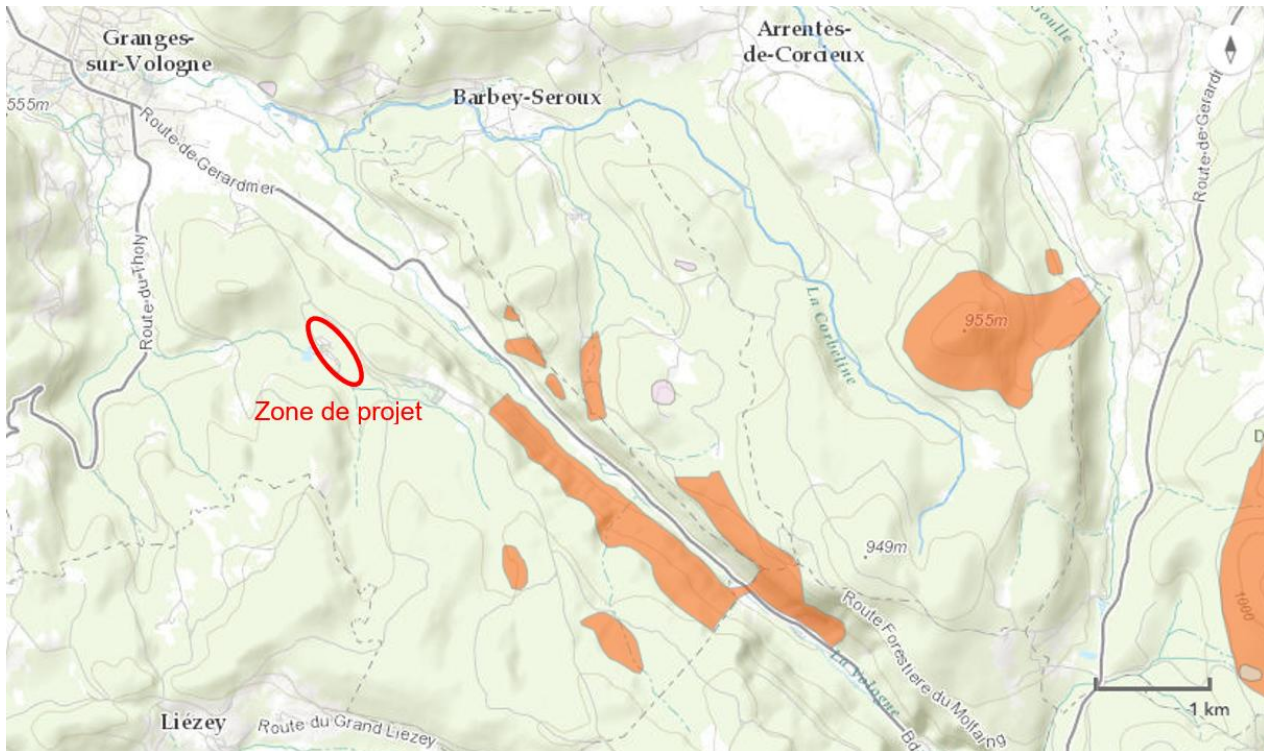 Granges-
sur-Vologne
Arrentès-
de-Corcieux
Goulle
555m
Barbey-Seroux
Route-de-Gerardmer
Route-de-Gerardmer
Route-du-Tholy
La Corbeline
955m
Zone de projet
D
949m
1000
Route Forestière du Molfaing
La Vologne
Bd
1 km
Liézey
Route du Grand Liézey